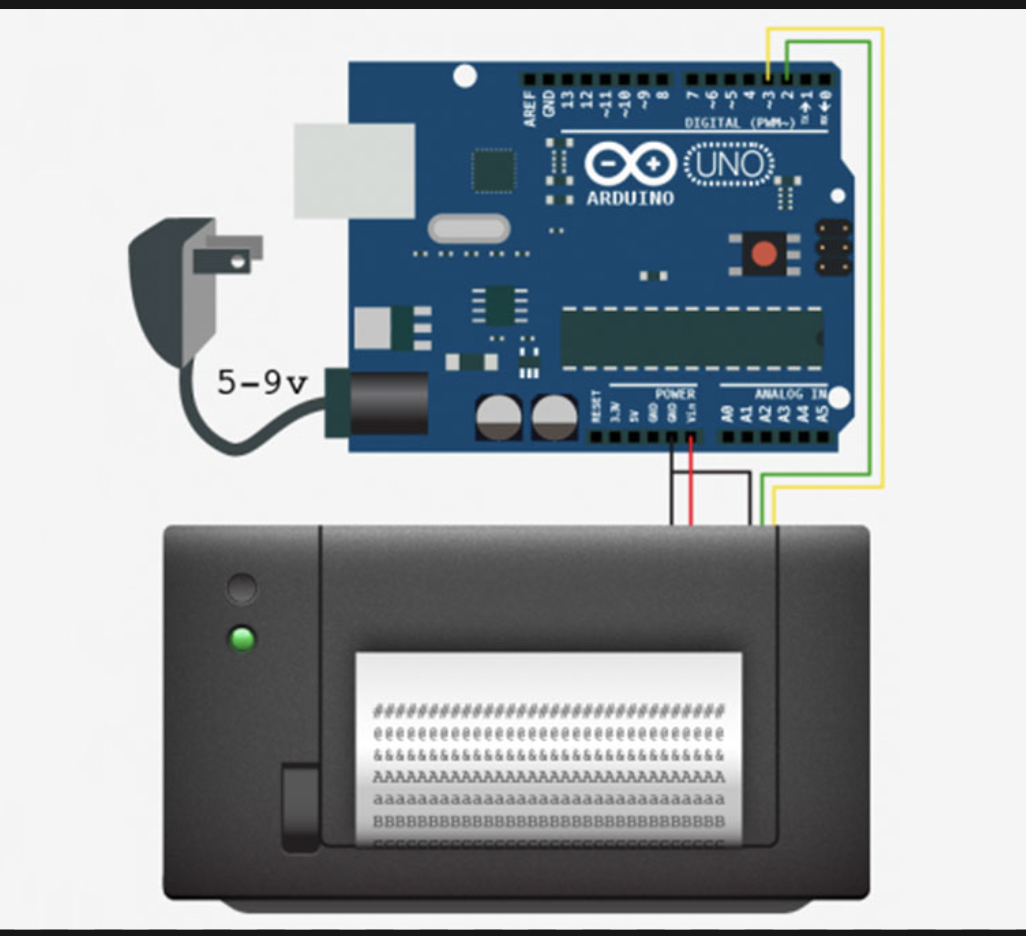 AREF GND 13 12 ~11 ~10 ~9 8 7 ~6 ~5 4 ~3 2 TX→1 RX←0
DIGITAL (PWM~)
UNO
ARDUINO
5-9v
POWER
ANALOG IN
RESET 3.3V 5V GND GND Vin A0 A1 A2 A3 A4 A5
################################
@@@@@@@@@@@@@@@@@@@@@@@@@@@@@@@@
&&&&&&&&&&&&&&&&&&&&&&&&&&&&&&&&
AAAAAAAAAAAAAAAAAAAAAAAAAAAAAAAA
aaaaaaaaaaaaaaaaaaaaaaaaaaaaaaaa
BBBBBBBBBBBBBBBBBBBBBBBBBBBBBBBB